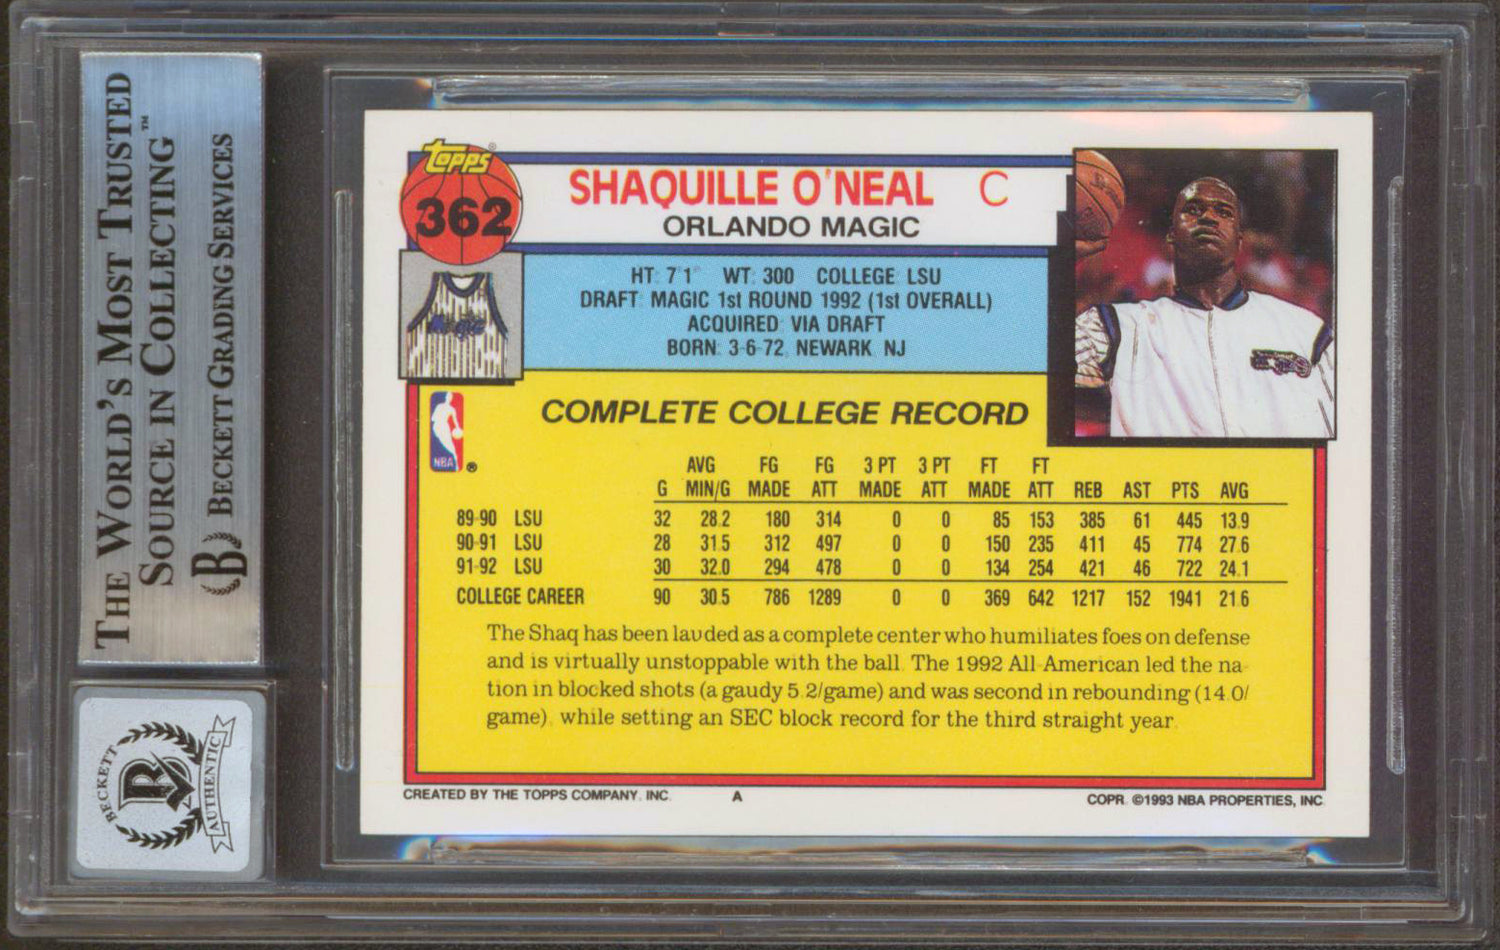 THE WORLD'S MOST TRUSTED
SOURCE IN COLLECTING™
BECKETT GRADING SERVICES
BECKETT
AUTHENTIC
Topps®
362
SHAQUILLE O'NEAL C
ORLANDO MAGIC
Magic
HT: 7'1" WT: 300 COLLEGE: LSU
DRAFT: MAGIC 1st ROUND 1992 (1st OVERALL)
ACQUIRED: VIA DRAFT
BORN: 3-6-72, NEWARK, NJ
NBA ®
COMPLETE COLLEGE RECORD
AVG FG FG 3 PT 3 PT FT FT
G MIN/G MADE ATT MADE ATT MADE ATT REB AST PTS AVG
89-90 LSU 32 28.2 180 314 0 0 85 153 385 61 445 13.9
90-91 LSU 28 31.5 312 497 0 0 150 235 411 45 774 27.6
91-92 LSU 30 32.0 294 478 0 0 134 254 421 46 722 24.1
COLLEGE CAREER 90 30.5 786 1289 0 0 369 642 1217 152 1941 21.6
The Shaq has been lauded as a complete center who humiliates foes on defense
and is virtually unstoppable with the ball. The 1992 All-American led the na-
tion in blocked shots (a gaudy 5.2/game) and was second in rebounding (14.0/
game), while setting an SEC block record for the third straight year.
CREATED BY THE TOPPS COMPANY, INC. A COPR. ©1993 NBA PROPERTIES, INC.